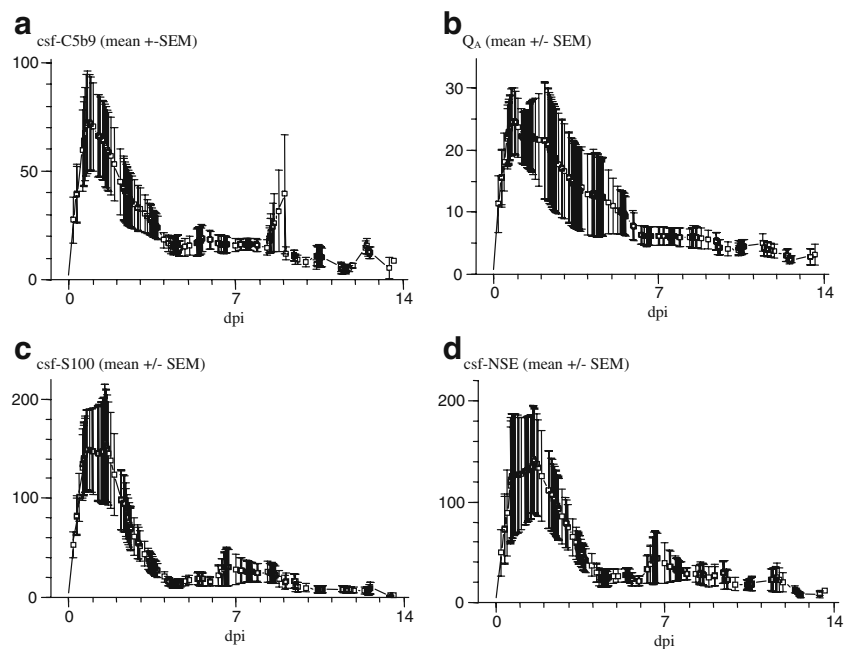 a
csf-C5b9 (mean +-SEM)
100
50
0
0
7
14
dpi
b
QA (mean +/- SEM)
30
20
10
0
0
7
14
dpi
c
csf-S100 (mean +/- SEM)
200
100
0
0
7
14
dpi
d
csf-NSE (mean +/- SEM)
200
100
0
0
7
14
dpi